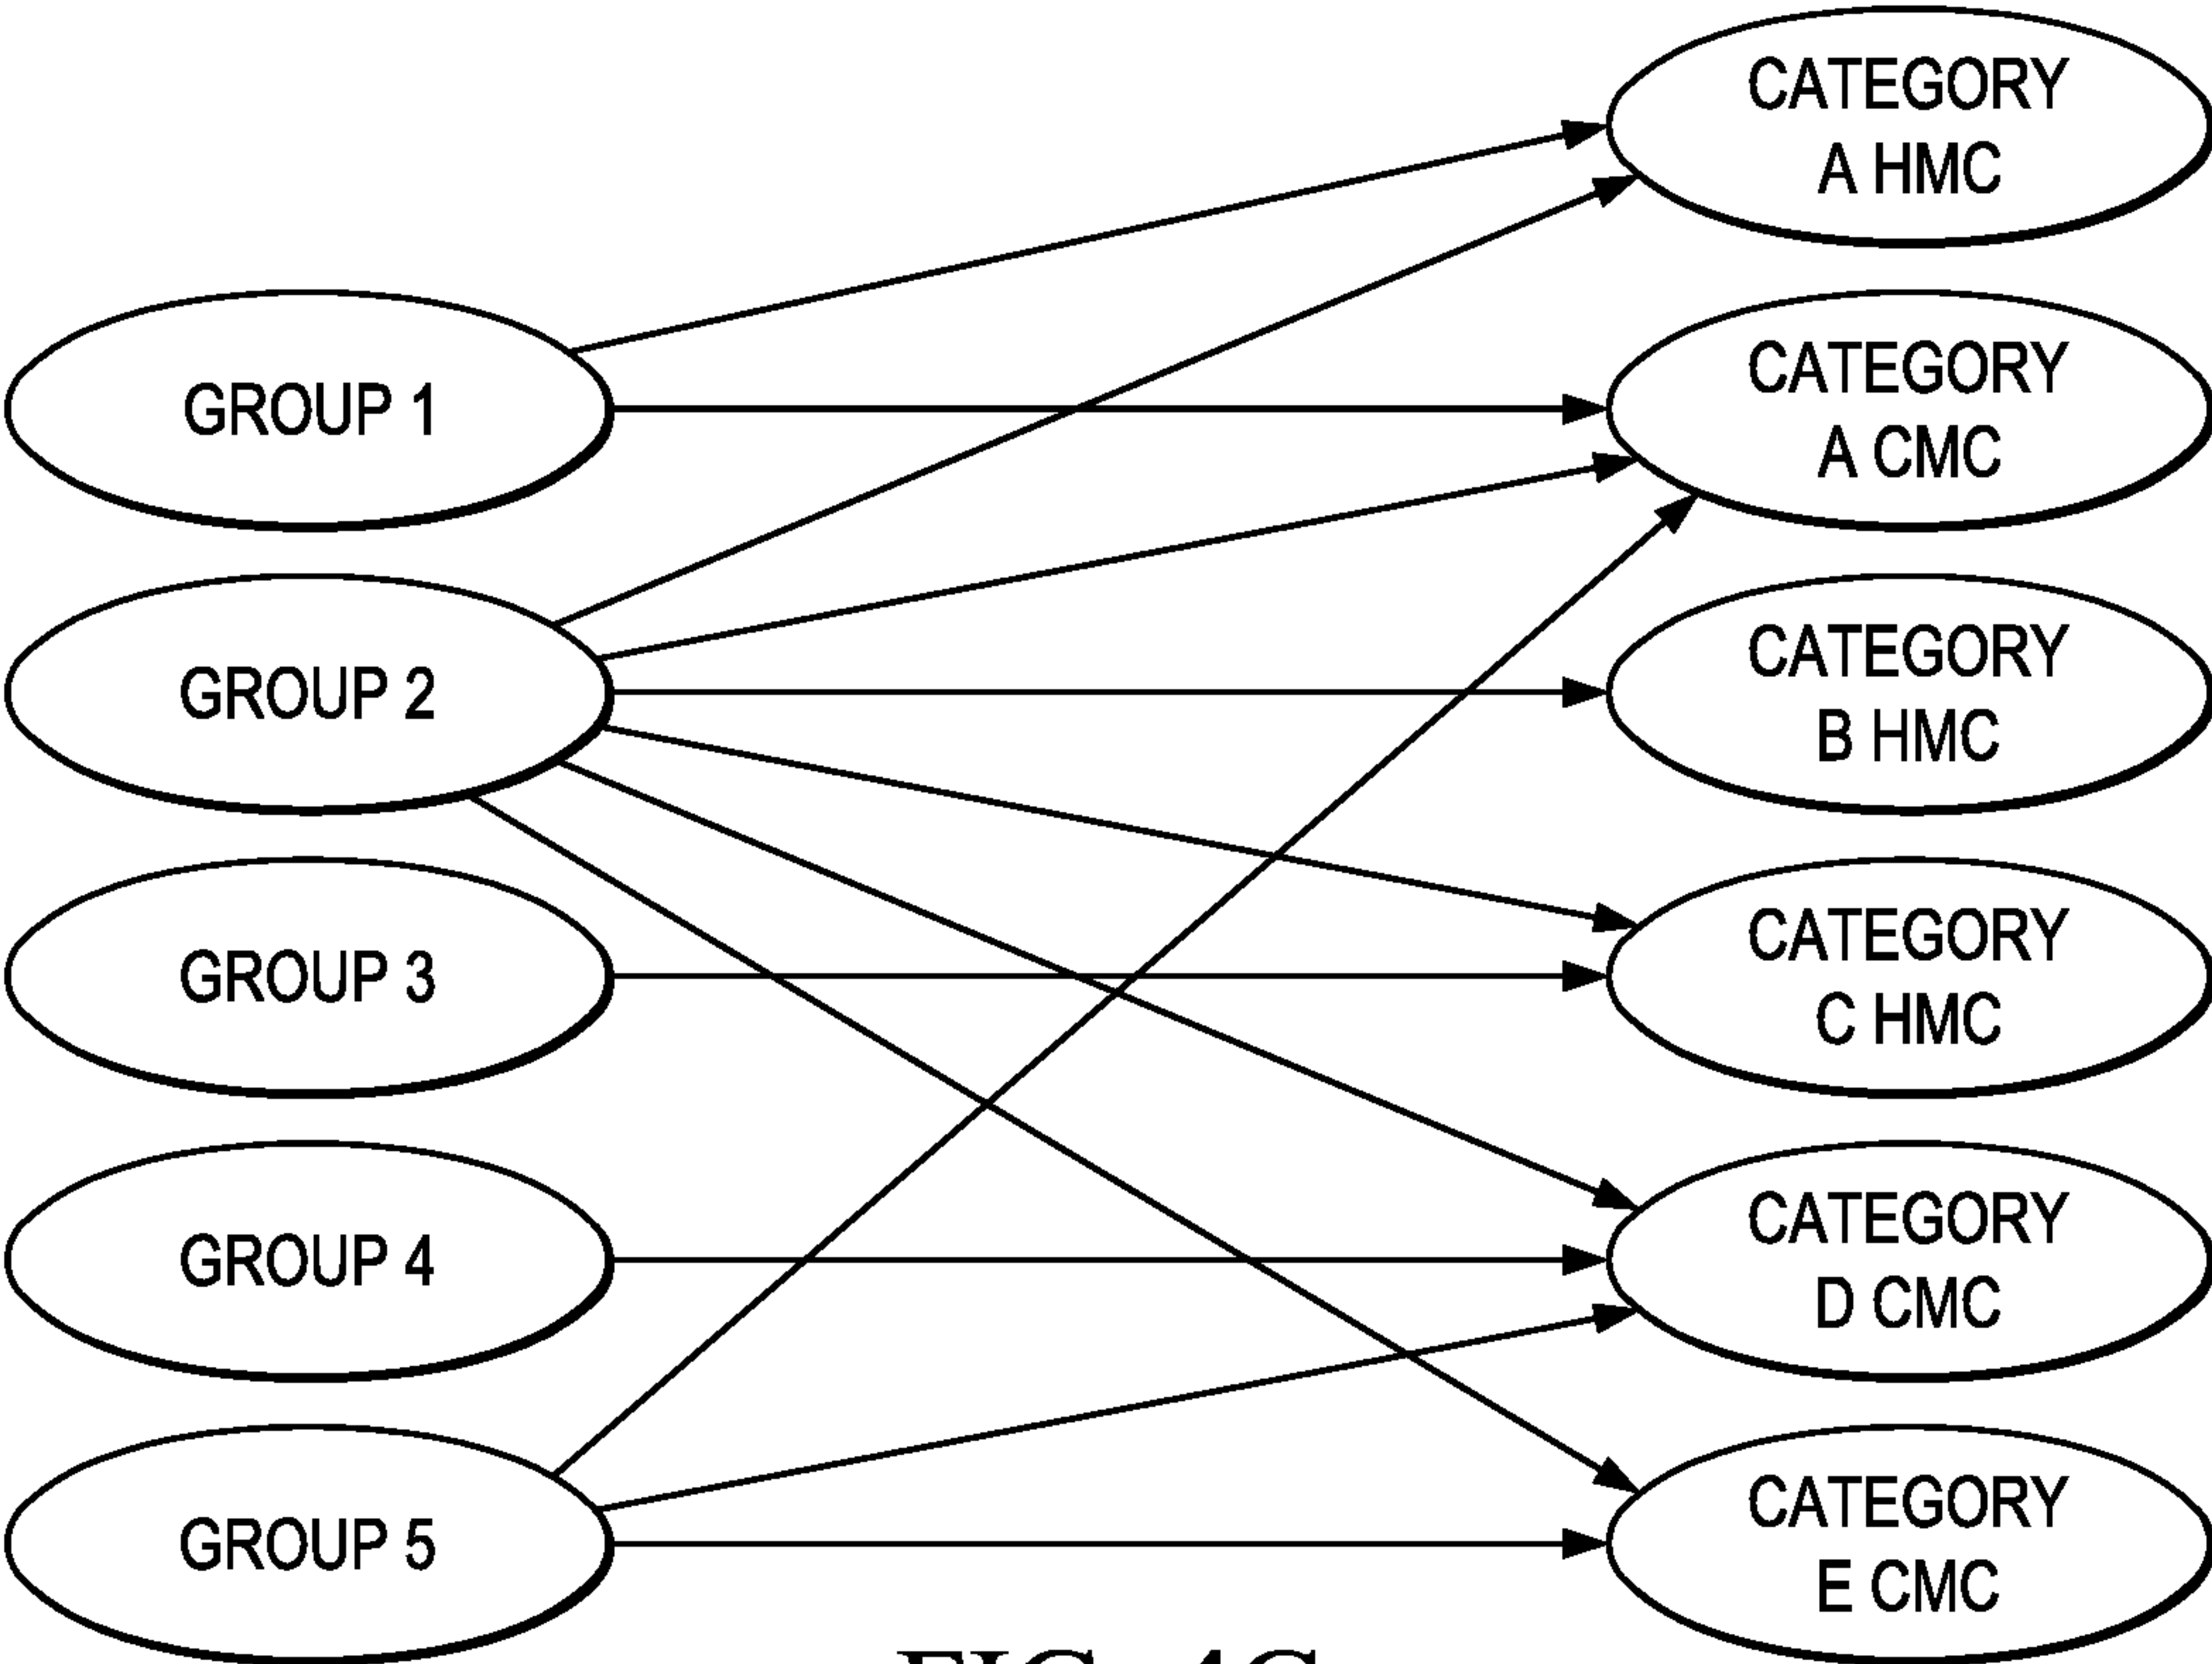 CATEGORY
A HMC
GROUP 1
CATEGORY
A CMC
GROUP 2
CATEGORY
B HMC
GROUP 3
CATEGORY
C HMC
GROUP 4
CATEGORY
D CMC
GROUP 5
CATEGORY
E CMC